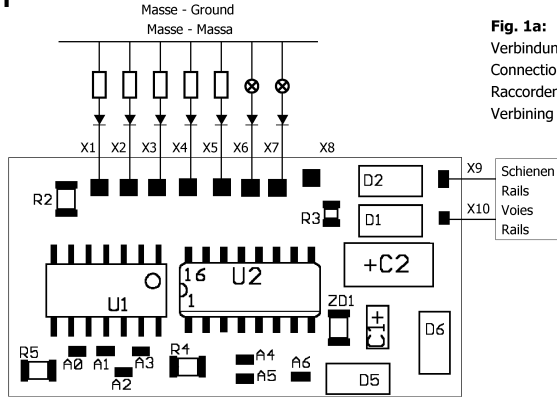 Masse - Ground
Masse - Massa
Fig. 1a:
Verbindun
Connectio
Raccorder
Verbining
X1 X2 X3 X4 X5 X6 X7 X8
X9
X10
Schienen
Rails
Voies
Rails
R2
D2
R3
D1
+C2
U1
16
1
U2
ZD1
C1+
D6
R5
A0
A1
A2
A3
R4
A4
A5
A6
D5